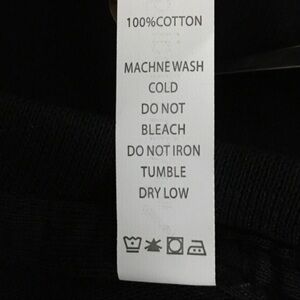 100%COTTON
MACHNE WASH
COLD
DO NOT
BLEACH
DO NOT IRON
TUMBLE
DRY LOW